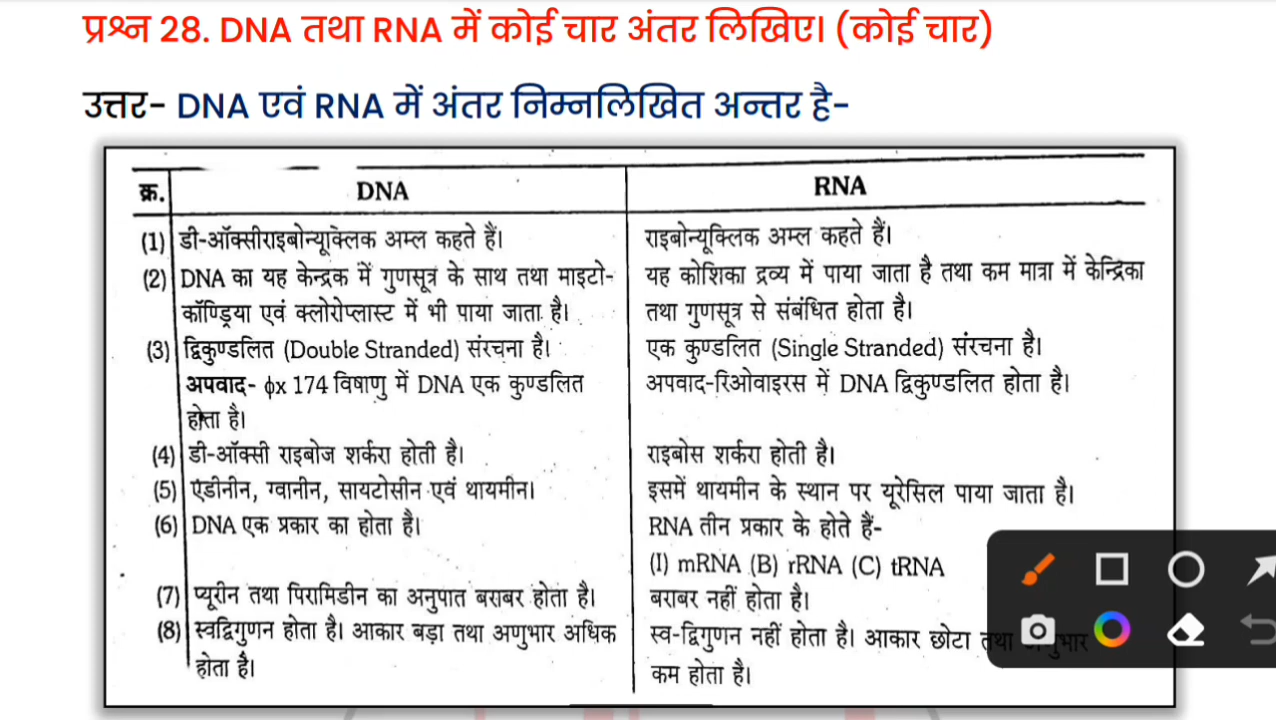 प्रश्न 28. DNA तथा RNA में कोई चार अंतर लिखिए। (कोई चार)
उत्तर- DNA एवं RNA में अंतर निम्नलिखित अन्तर है-
क्र. DNA RNA
(1) डी-ऑक्सीराइबोन्यूक्लिक अम्ल कहते हैं। राइबोन्यूक्लिक अम्ल कहते हैं।
(2) DNA का यह केन्द्रक में गुणसूत्र के साथ तथा माइटो- यह कोशिका द्रव्य में पाया जाता है तथा कम मात्रा में केन्द्रिका
कॉण्ड्रिया एवं क्लोरोप्लास्ट में भी पाया जाता है। तथा गुणसूत्र से संबंधित होता है।
(3) द्विकुण्डलित (Double Stranded) संरचना है। एक कुण्डलित (Single Stranded) संरचना है।
अपवाद- ϕx 174 विषाणु में DNA एक कुण्डलित अपवाद-रिओवाइरस में DNA द्विकुण्डलित होता है।
होता है।
(4) डी-ऑक्सी राइबोज शर्करा होती है। राइबोस शर्करा होती है।
(5) एडीनीन, ग्वानीन, सायटोसीन एवं थायमीन। इसमें थायमीन के स्थान पर यूरेसिल पाया जाता है।
(6) DNA एक प्रकार का होता है। RNA तीन प्रकार के होते हैं-
(I) mRNA (B) rRNA (C) tRNA
(7) प्यूरीन तथा पिरामिडीन का अनुपात बराबर होता है। बराबर नहीं होता है।
(8) स्वद्विगुणन होता है। आकार बड़ा तथा अणुभार अधिक स्व-द्विगुणन नहीं होता है। आकार छोटा तथा
होता है। कम होता है।